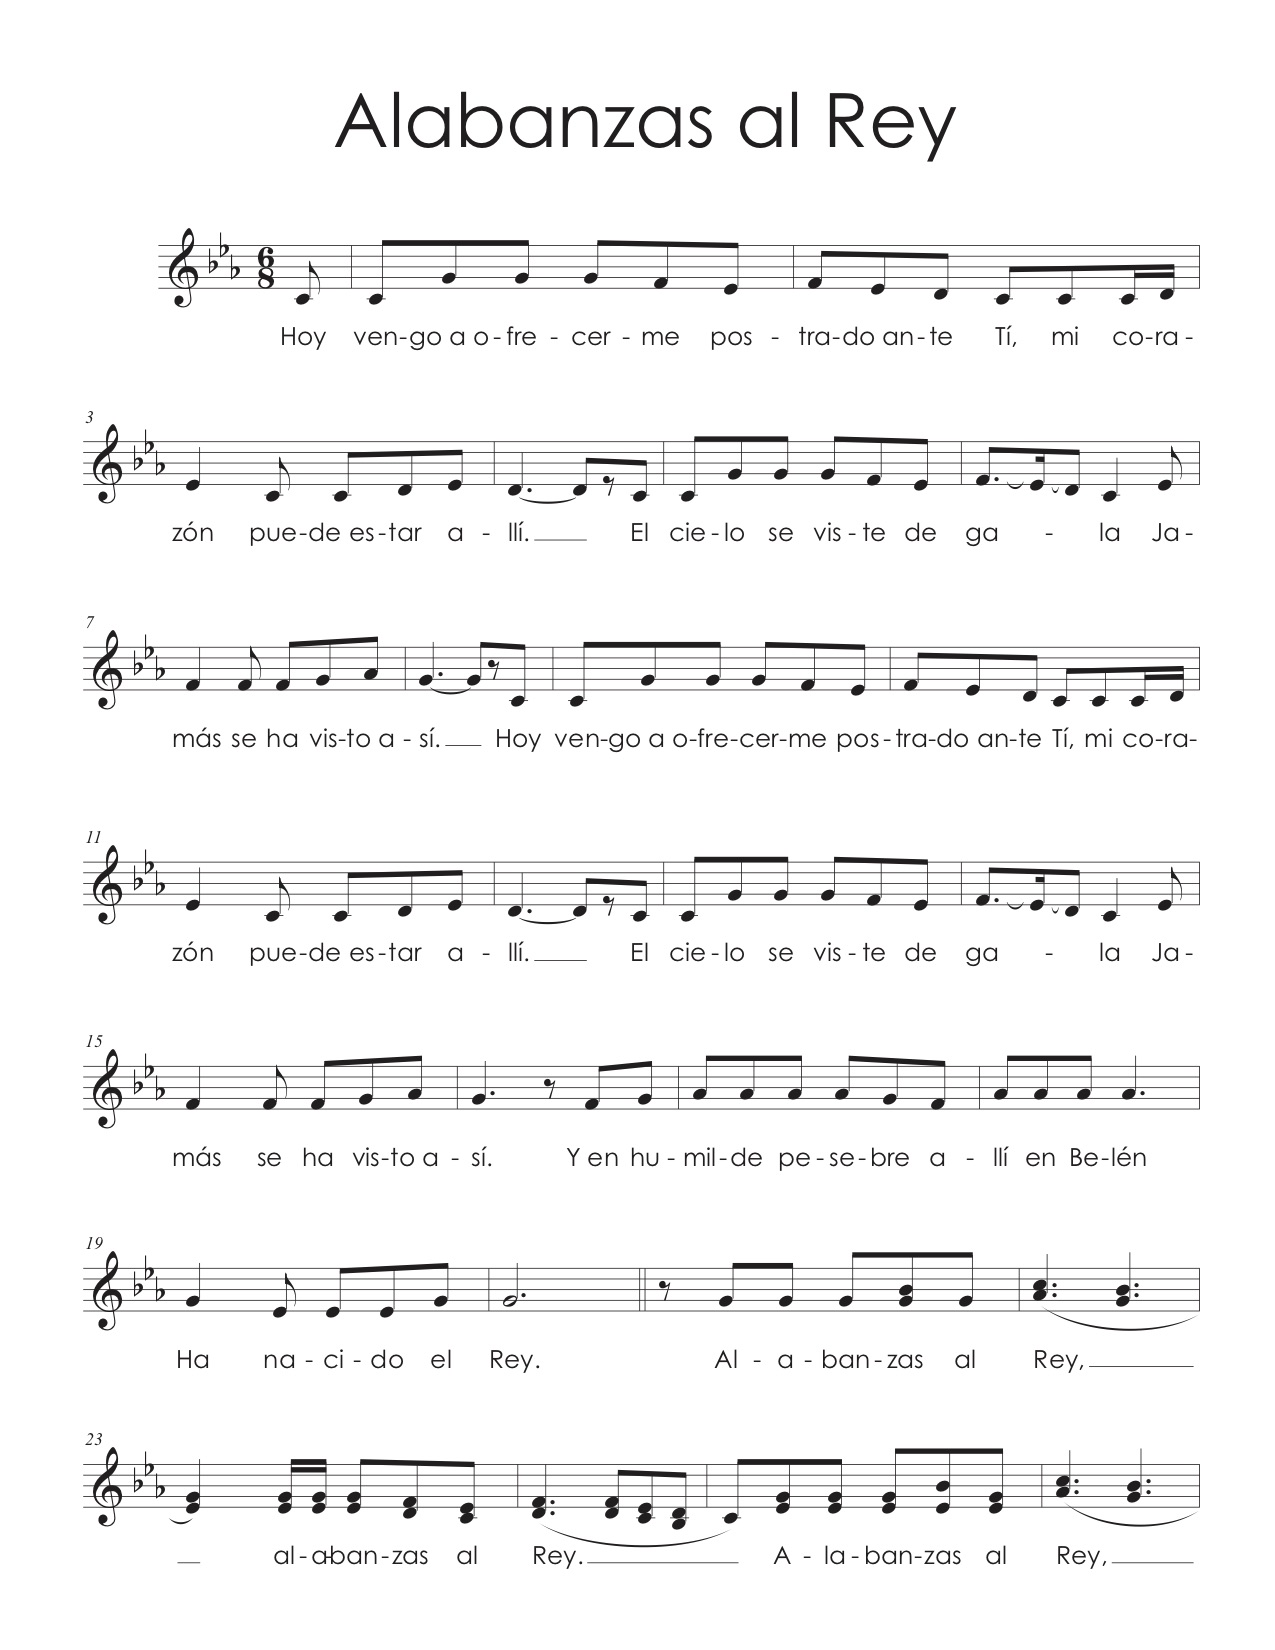 Alabanzas al Rey
6
8
Hoy ven-go a o-fre - cer - me pos - tra-do an-te Tí, mi co-ra -
3
zón pue-de es-tar a - llí. El cie-lo se vis-te de ga - la Ja-
7
más se ha vis-to a - sí. Hoy ven-go a o-fre-cer-me pos-tra-do an-te Tí, mi co-ra-
11
zón pue-de es-tar a - llí. El cie-lo se vis-te de ga - la Ja-
15
más se ha vis-to a - sí. Y en hu - mil-de pe-se-bre a - llí en Be-lén
19
Ha na - ci - do el Rey. Al - a - ban-zas al Rey,
23
al-a-ban-zas al Rey. A - la-ban-zas al Rey,